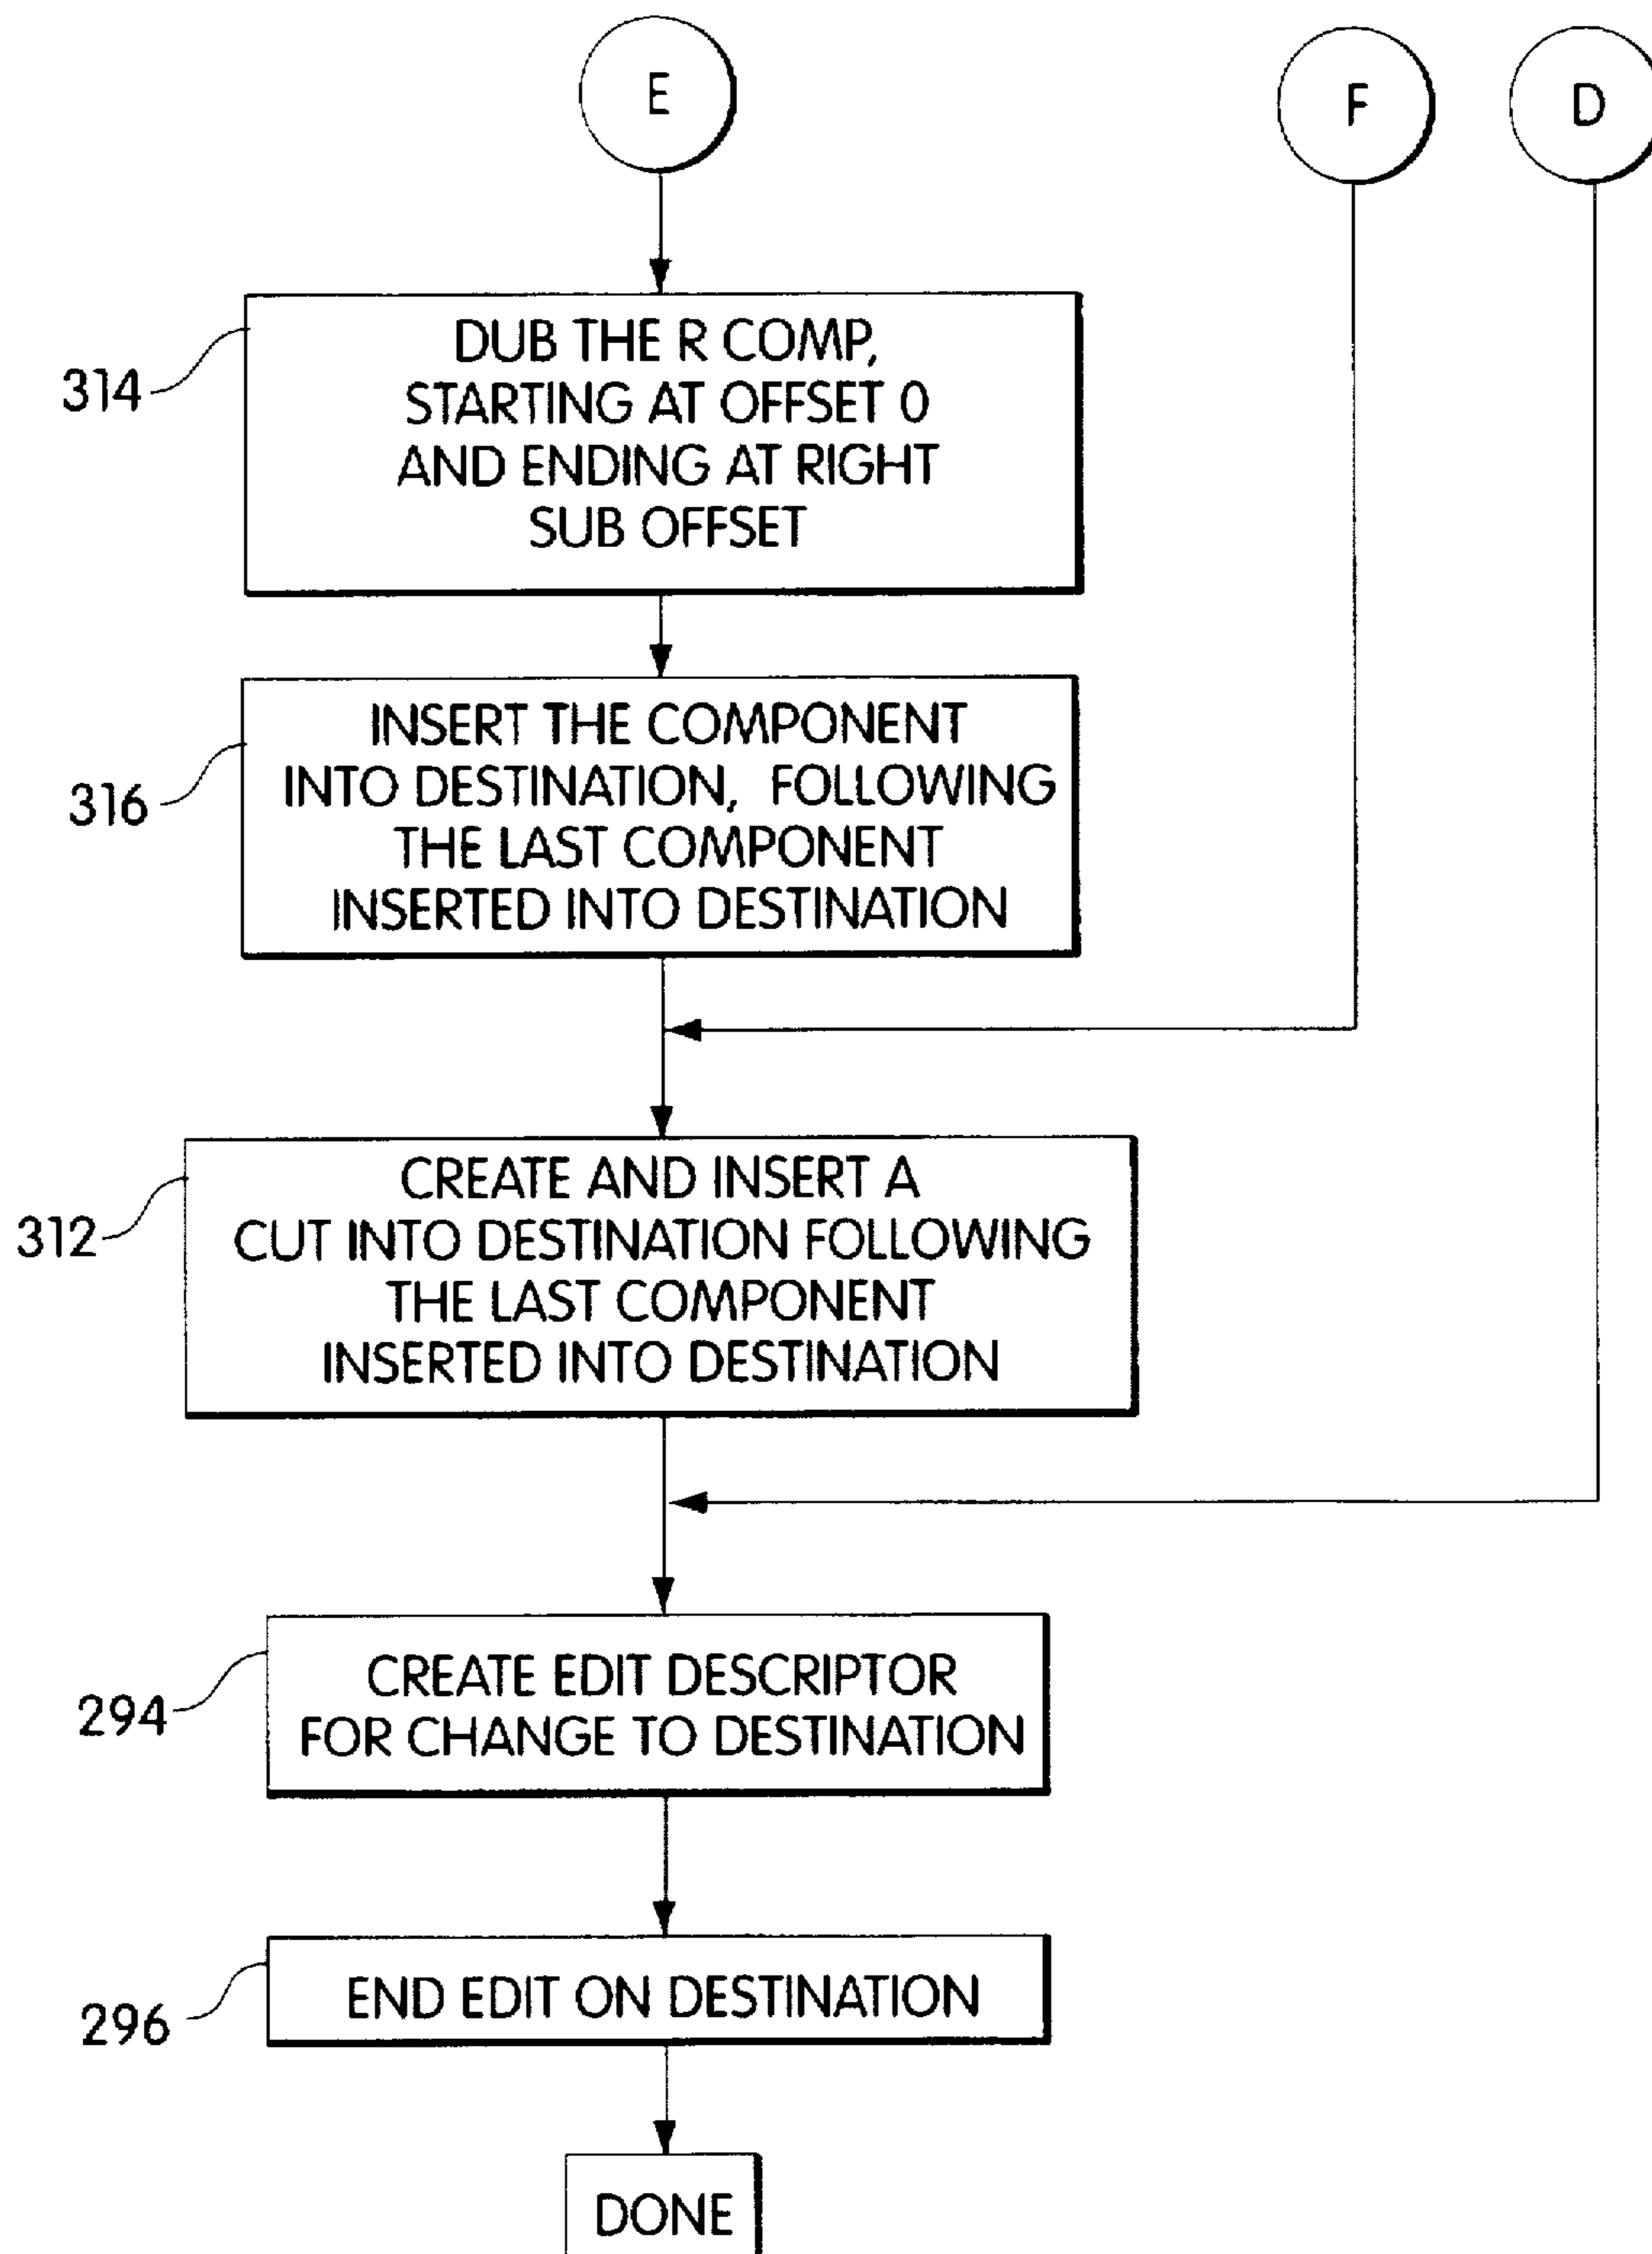 E
F
D
314
DUB THE R COMP,
STARTING AT OFFSET 0
AND ENDING AT RIGHT
SUB OFFSET
316
INSERT THE COMPONENT
INTO DESTINATION, FOLLOWING
THE LAST COMPONENT
INSERTED INTO DESTINATION
312
CREATE AND INSERT A
CUT INTO DESTINATION FOLLOWING
THE LAST COMPONENT
INSERTED INTO DESTINATION
294
CREATE EDIT DESCRIPTOR
FOR CHANGE TO DESTINATION
296
END EDIT ON DESTINATION
DONE